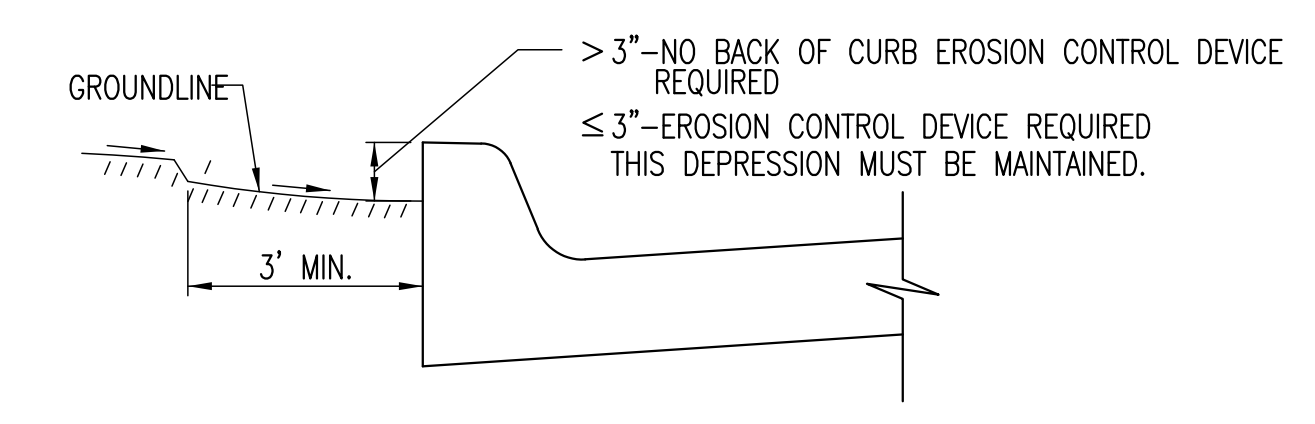 > 3"-NO BACK OF CURB EROSION CONTROL DEVICE
REQUIRED
GROUNDLINE
≤ 3"-EROSION CONTROL DEVICE REQUIRED
THIS DEPRESSION MUST BE MAINTAINED.
3' MIN.